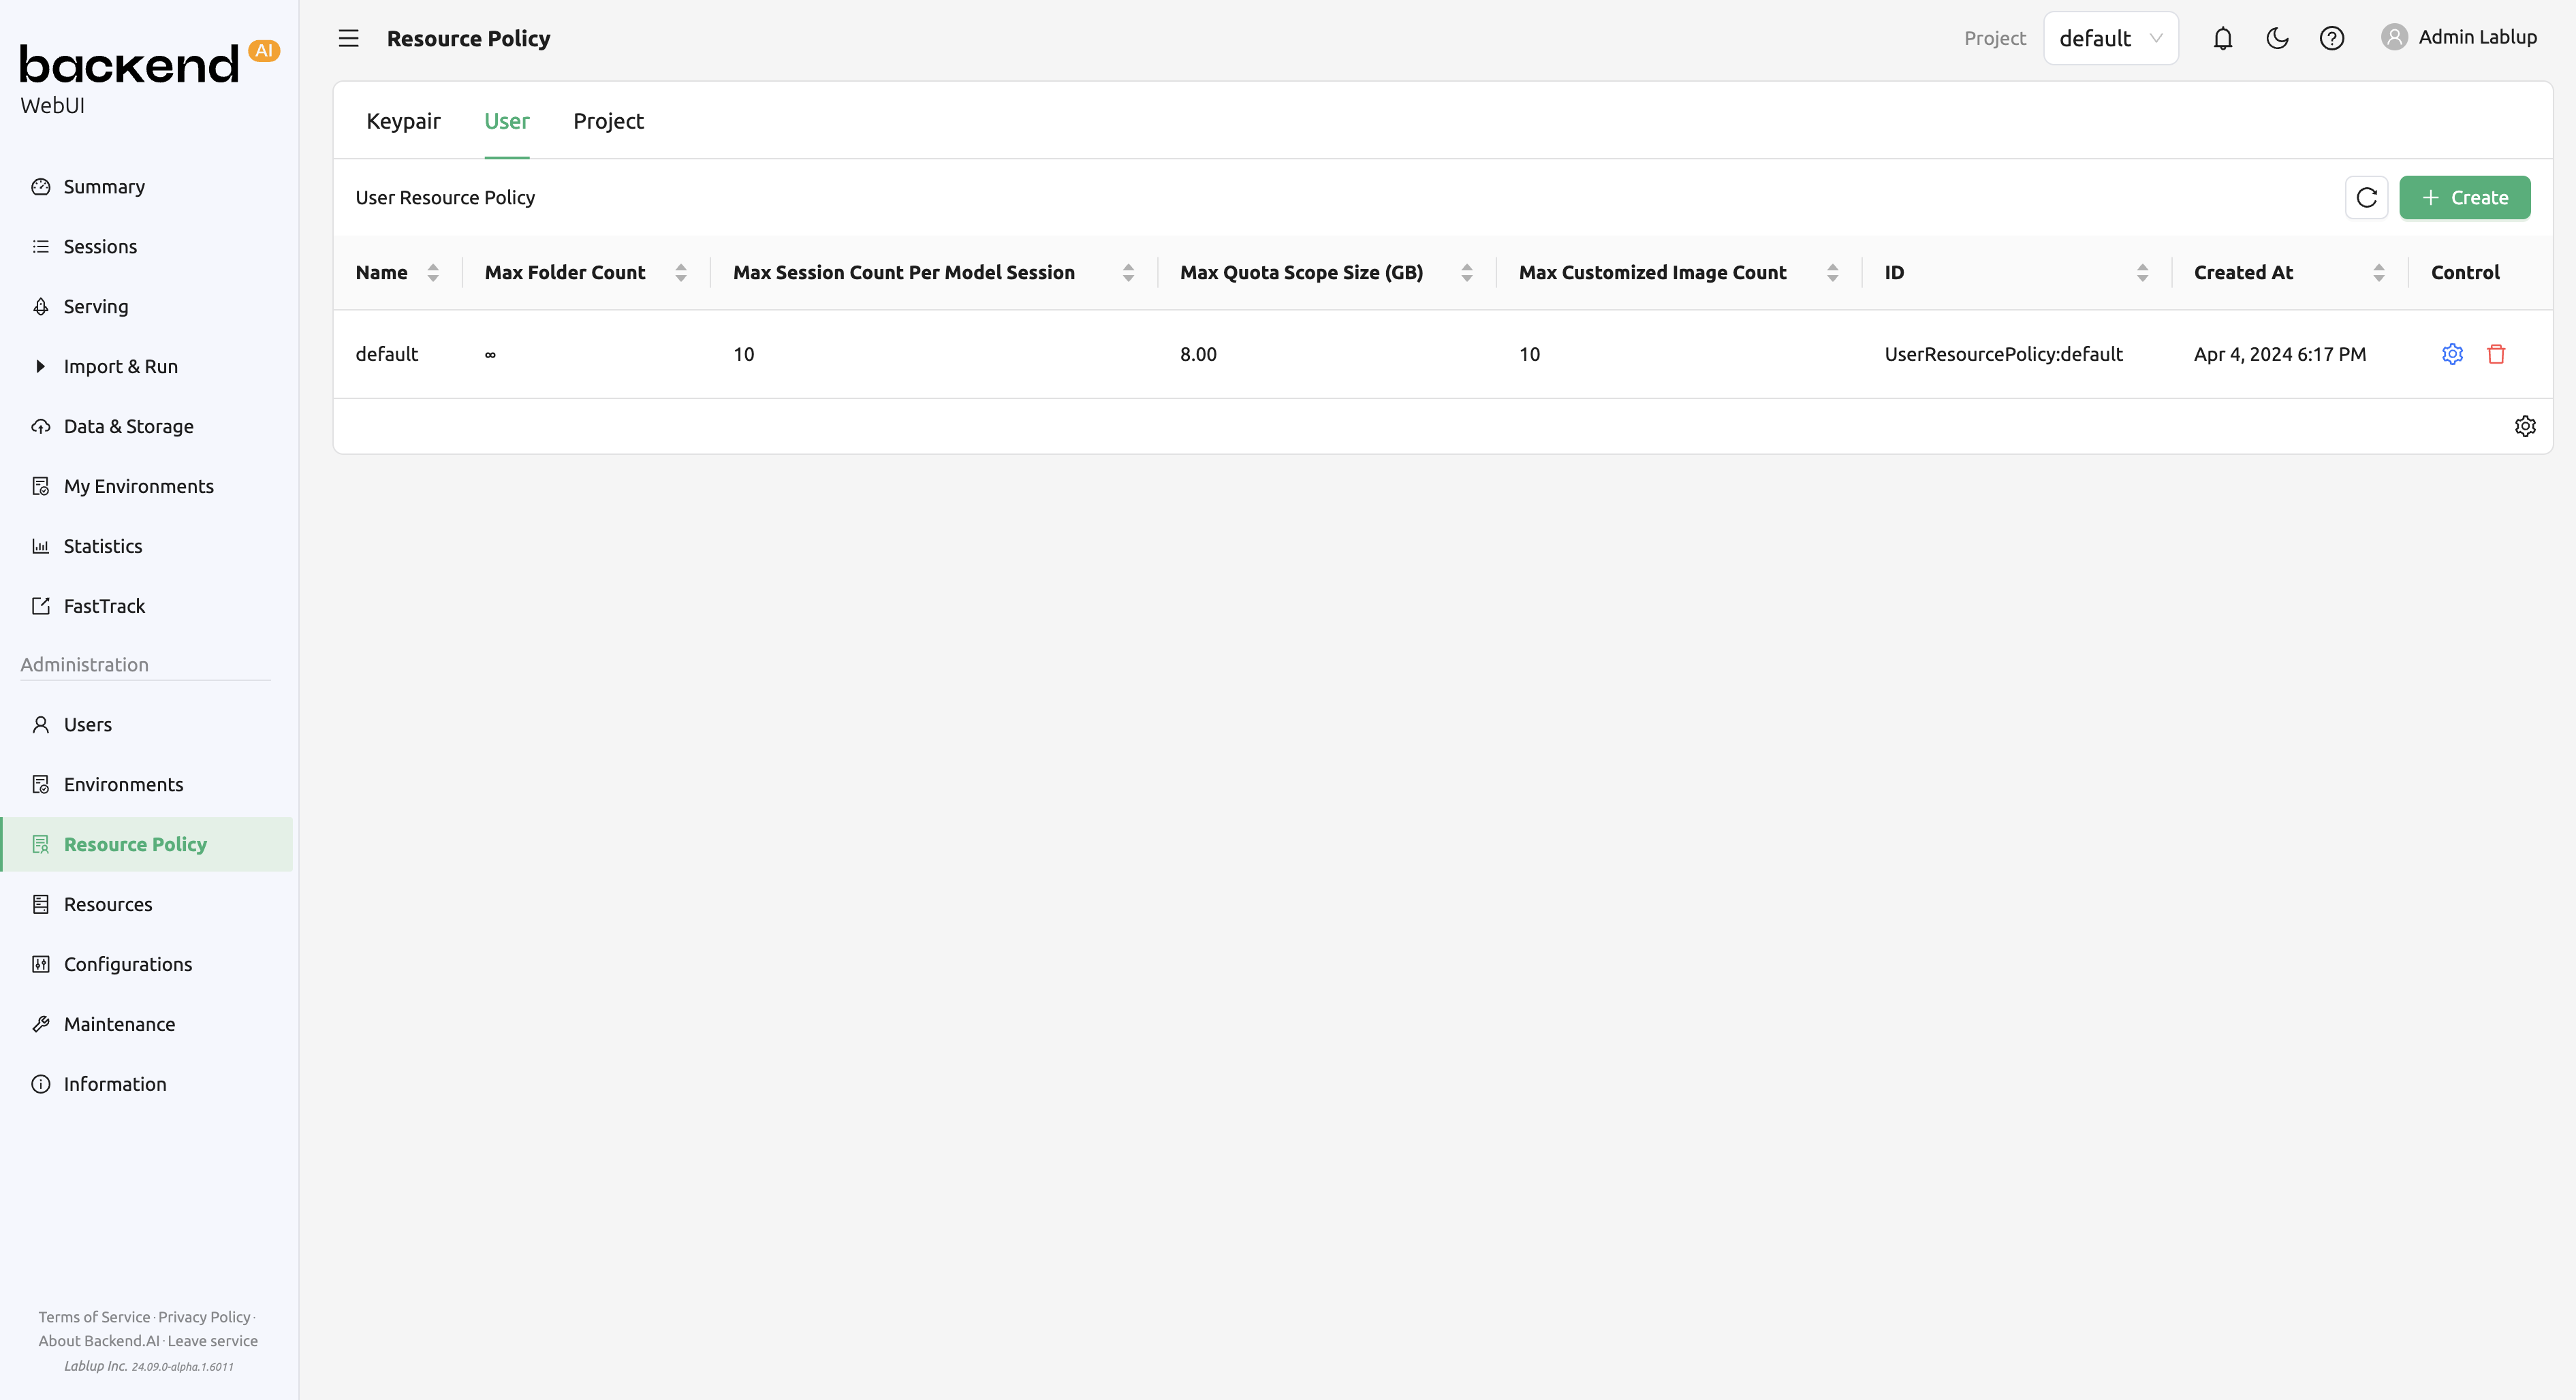 backend AI
WebUI
Summary
Sessions
Serving
Import & Run
Data & Storage
My Environments
Statistics
FastTrack
Administration
Users
Environments
Resource Policy
Resources
Configurations
Maintenance
Information
Terms of Service · Privacy Policy ·
About Backend.AI · Leave service
Lablup Inc. 24.09.0-alpha.1.6011
Resource Policy Project default Admin Lablup
Keypair User Project
User Resource Policy + Create
Name Max Folder Count Max Session Count Per Model Session Max Quota Scope Size (GB) Max Customized Image Count ID Created At Control
default ∞ 10 8.00 10 UserResourcePolicy:default Apr 4, 2024 6:17 PM